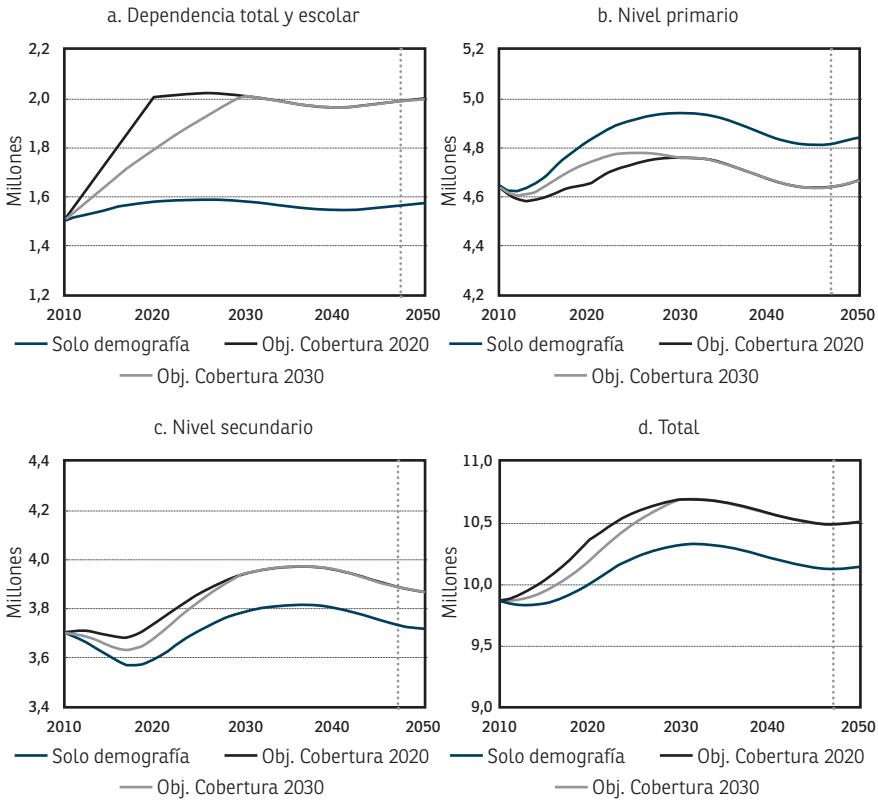 a. Dependencia total y escolar
2,2
2,0
1,8
1,6
1,4
1,2
Millones
2010 2020 2030 2040 2050
Solo demografía Obj. Cobertura 2020
Obj. Cobertura 2030
b. Nivel primario
5,2
5,0
4,8
4,6
4,4
4,2
Millones
2010 2020 2030 2040 2050
Solo demografía Obj. Cobertura 2020
Obj. Cobertura 2030
c. Nivel secundario
4,4
4,2
4,0
3,8
3,6
3,4
Millones
2010 2020 2030 2040 2050
Solo demografía Obj. Cobertura 2020
Obj. Cobertura 2030
d. Total
11,0
10,5
10,0
9,5
9,0
Millones
2010 2020 2030 2040 2050
Solo demografía Obj. Cobertura 2020
Obj. Cobertura 2030